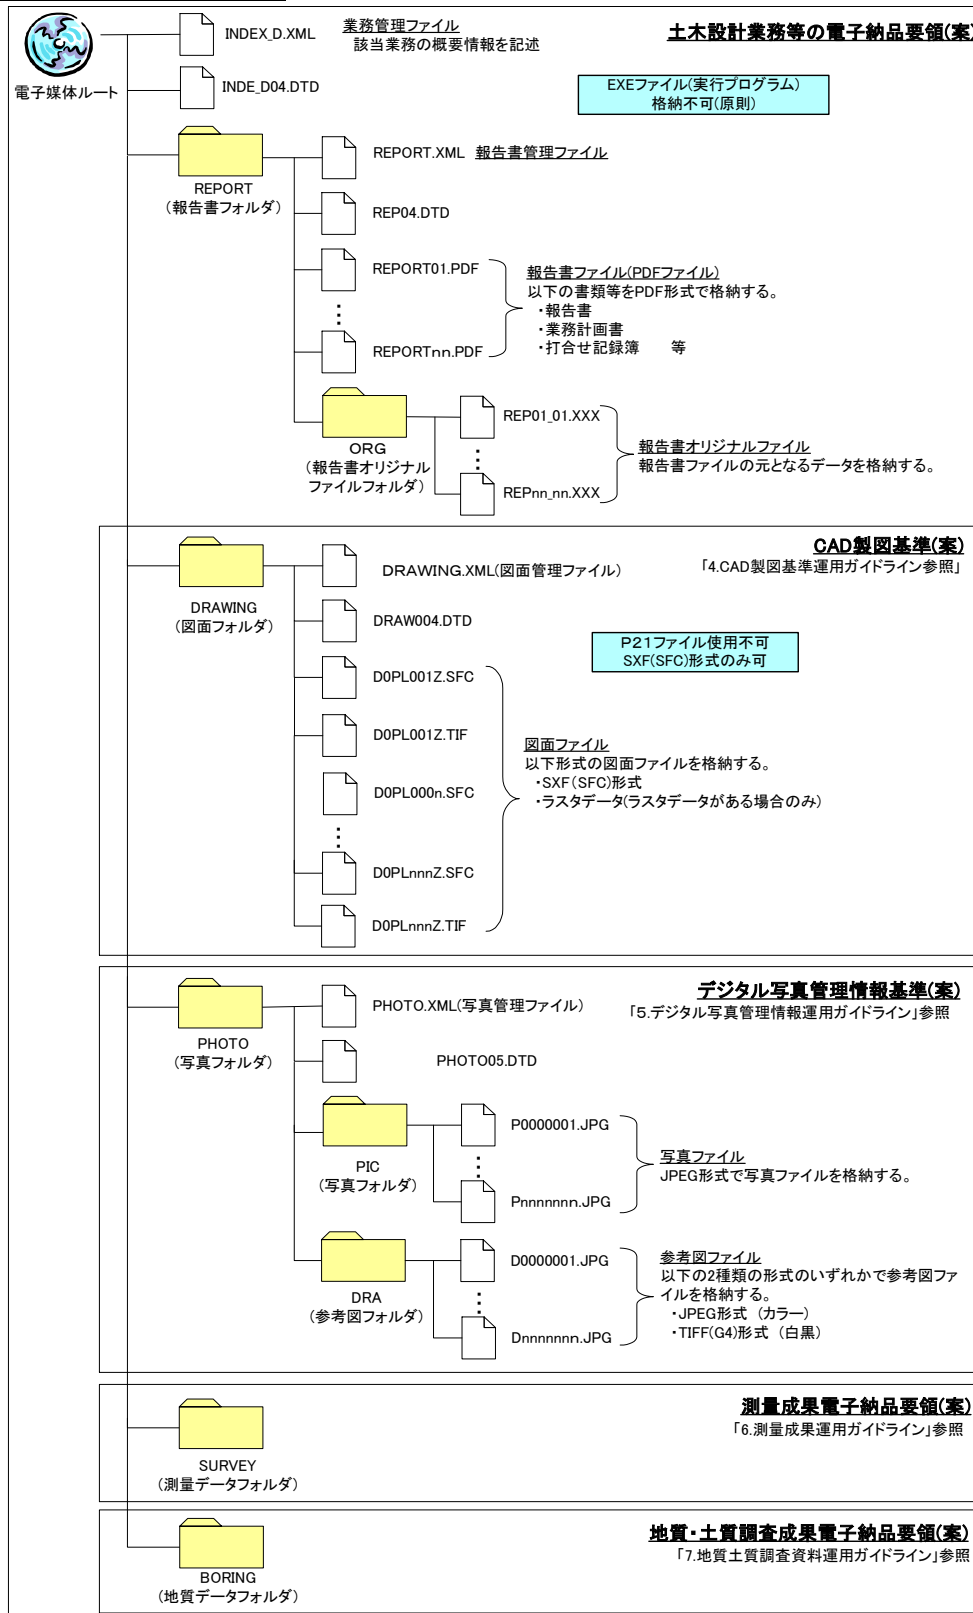 INDEX_D.XML
業務管理ファイル
該当業務の概要情報を記述
土木設計業務等の電子納品要領(案)
電子媒体ルート
INDE_D04.DTD
EXEファイル(実行プログラム)
格納不可(原則)
REPORT
(報告書フォルダ)
REPORT.XML 報告書管理ファイル
REP04.DTD
REPORT01.PDF
⋮
REPORTnn.PDF
報告書ファイル(PDFファイル)
以下の書類等をPDF形式で格納する。
・報告書
・業務計画書
・打合せ記録簿 等
ORG
(報告書オリジナル
ファイルフォルダ)
REP01_01.XXX
⋮
REPnn_nn.XXX
報告書オリジナルファイル
報告書ファイルの元となるデータを格納する。
CAD製図基準(案)
「4.CAD製図基準運用ガイドライン参照」
DRAWING
(図面フォルダ)
DRAWING.XML(図面管理ファイル)
DRAW004.DTD
P21ファイル使用不可
SXF(SFC)形式のみ可
D0PL001Z.SFC
D0PL001Z.TIF
D0PL000n.SFC
⋮
D0PLnnnZ.SFC
D0PLnnnZ.TIF
図面ファイル
以下形式の図面ファイルを格納する。
・SXF(SFC)形式
・ラスタデータ(ラスタデータがある場合のみ)
デジタル写真管理情報基準(案)
「5.デジタル写真管理情報運用ガイドライン」参照
PHOTO
(写真フォルダ)
PHOTO.XML(写真管理ファイル)
PHOTO05.DTD
PIC
(写真フォルダ)
P0000001.JPG
⋮
Pnnnnnnn.JPG
写真ファイル
JPEG形式で写真ファイルを格納する。
DRA
(参考図フォルダ)
D0000001.JPG
⋮
Dnnnnnnn.JPG
参考図ファイル
以下の2種類の形式のいずれかで参考図ファ
イルを格納する。
・JPEG形式 (カラー)
・TIFF(G4)形式 (白黒)
測量成果電子納品要領(案)
「6.測量成果運用ガイドライン」参照
SURVEY
(測量データフォルダ)
地質・土質調査成果電子納品要領(案)
「7.地質土質調査資料運用ガイドライン」参照
BORING
(地質データフォルダ)